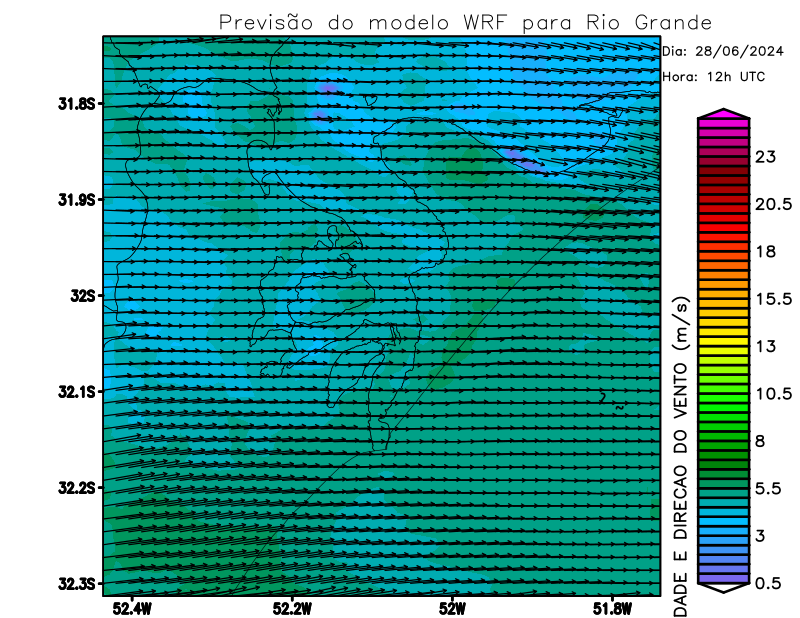 Previsão do modelo WRF para Rio Grande
Dia: 28/06/2024
Hora: 12h UTC
31.8S
31.9S
32S
32.1S
32.2S
32.3S
52.4W
52.2W
52W
51.8W
DADE E DIRECAO DO VENTO (m/s)
23
20.5
18
15.5
13
10.5
8
5.5
3
0.5